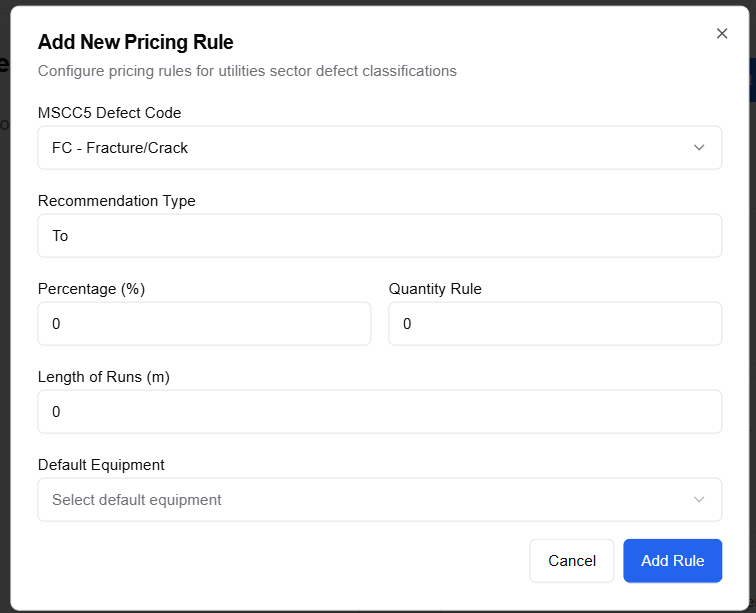 Add New Pricing Rule
Configure pricing rules for utilities sector defect classifications
MSCC5 Defect Code
FC - Fracture/Crack
Recommendation Type
To
Percentage (%)
Quantity Rule
0
0
Length of Runs (m)
0
Default Equipment
Select default equipment
Cancel
Add Rule